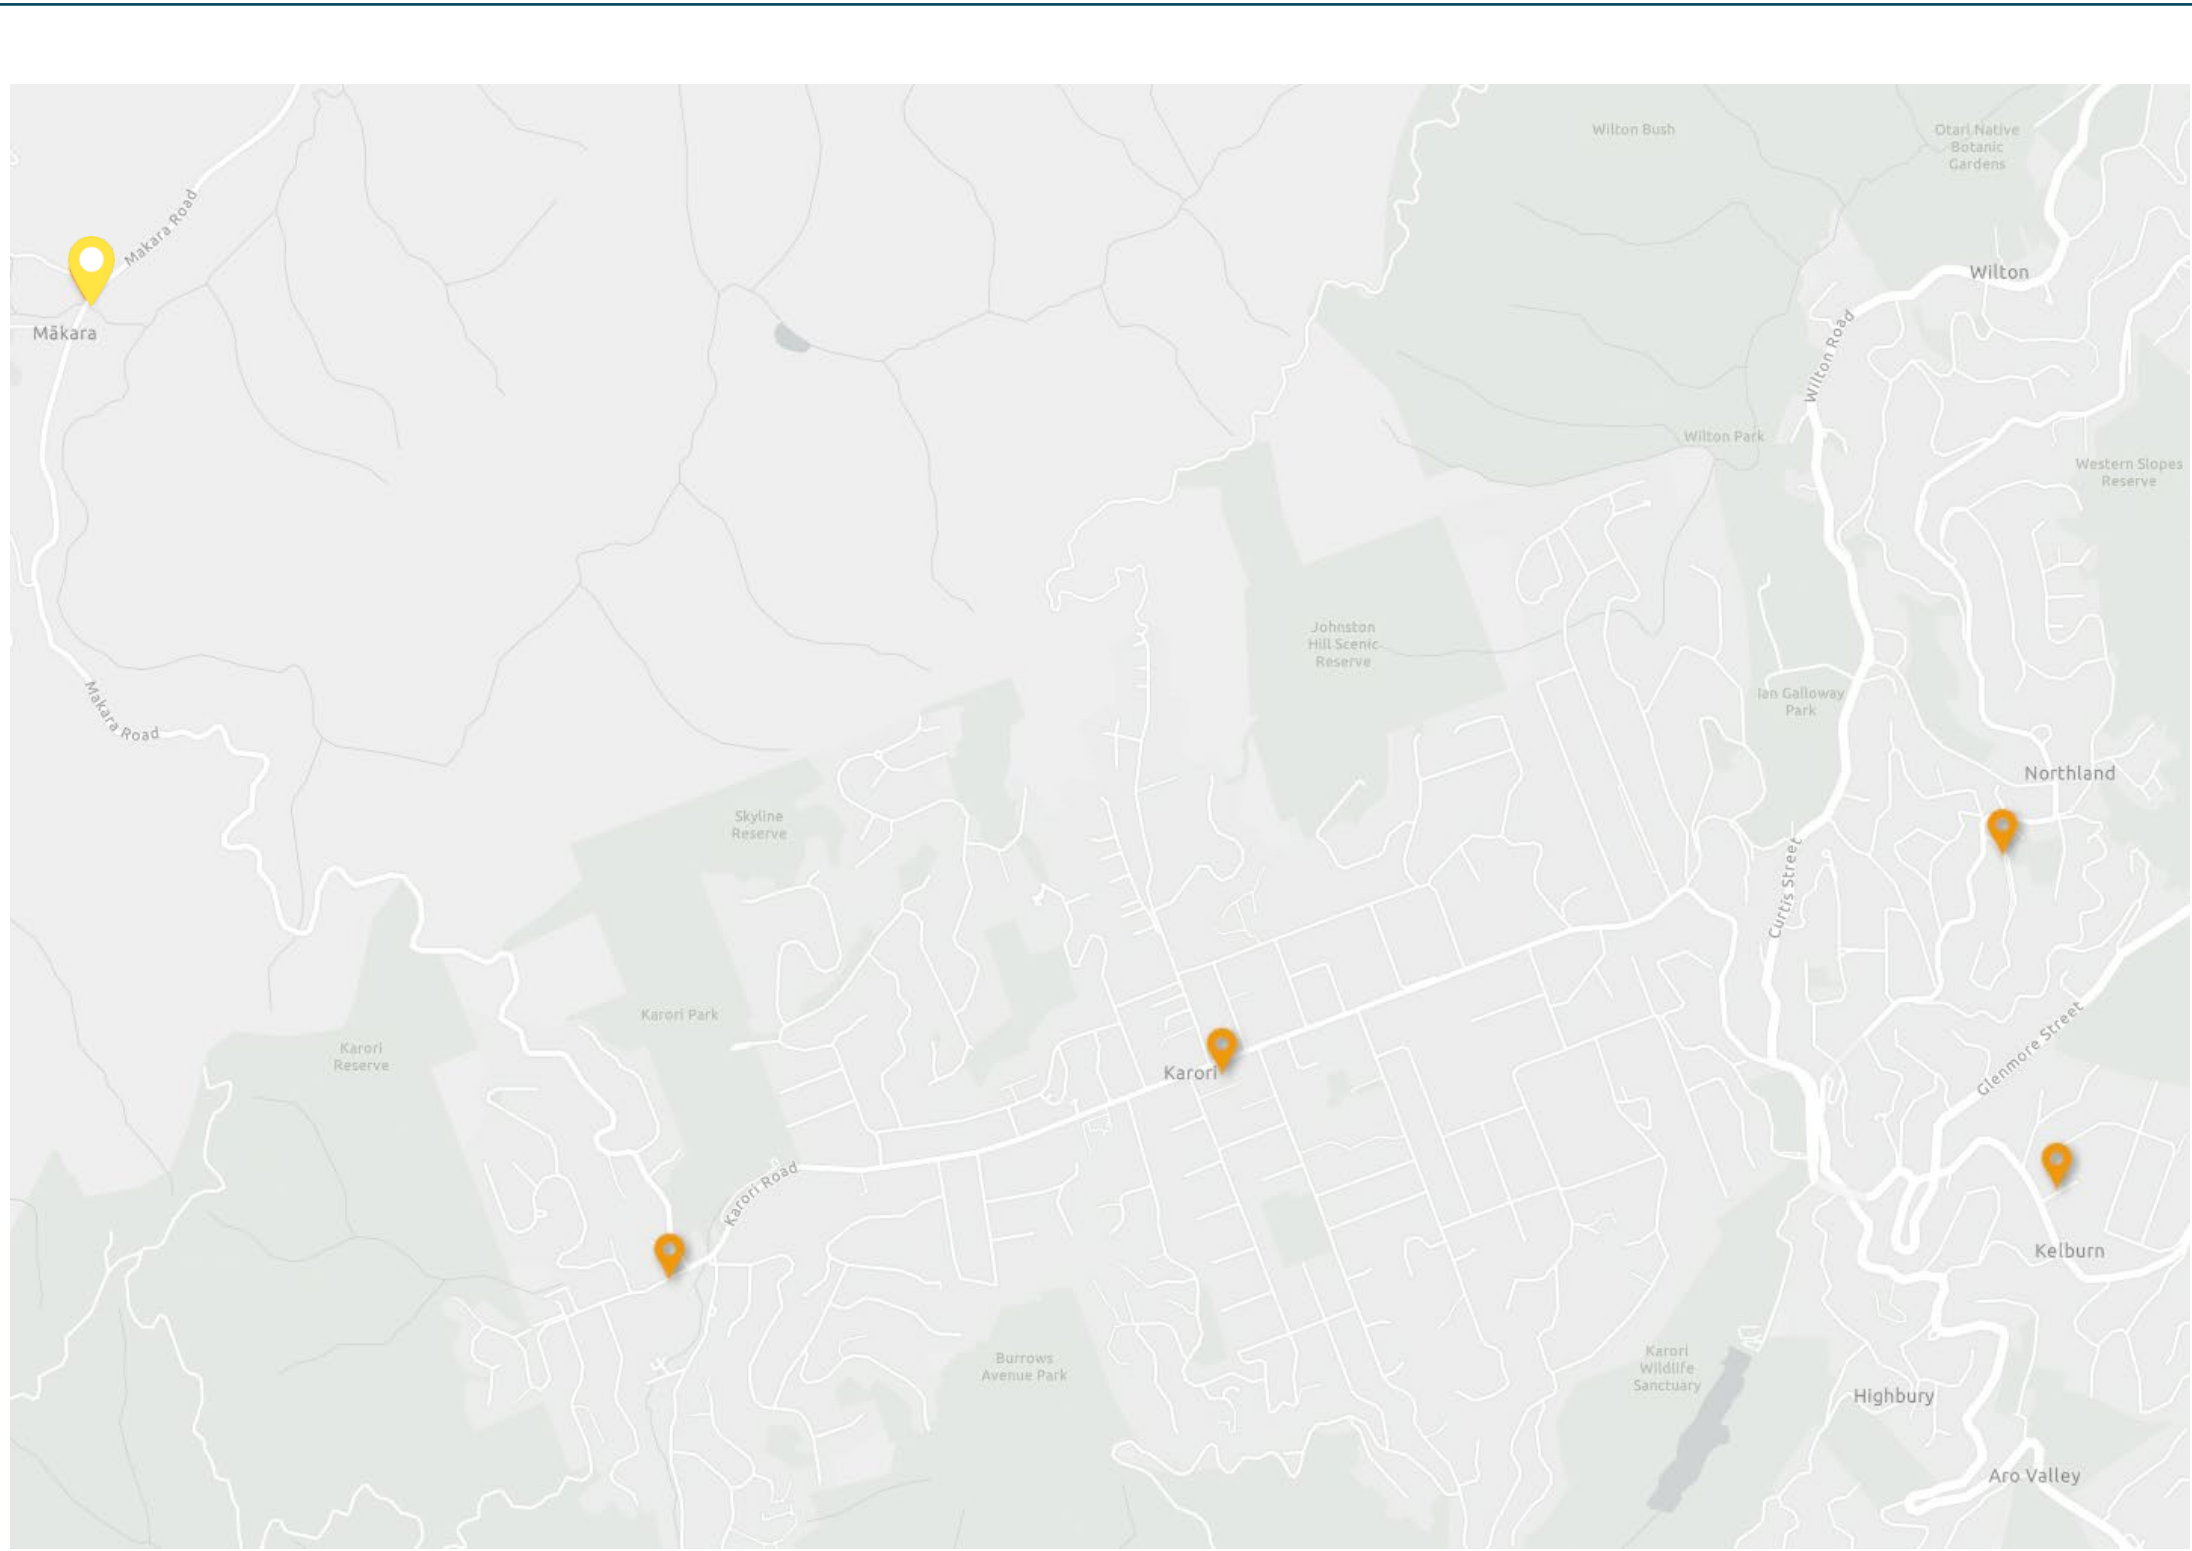 Wilton Bush
Otari Native
Botanic
Gardens
Makara Road
Wilton
Mākara
Wilton Road
Wilton Park
Western Slopes
Reserve
Johnston
Hill Scenic
Reserve
Ian Galloway
Park
Makara Road
Northland
Skyline
Reserve
Curtis Street
Karori Park
Karori
Reserve
Glenmore Street
Karori
Karori Road
Kelburn
Burrows
Avenue Park
Karori
Wildlife
Sanctuary
Highbury
Aro Valley